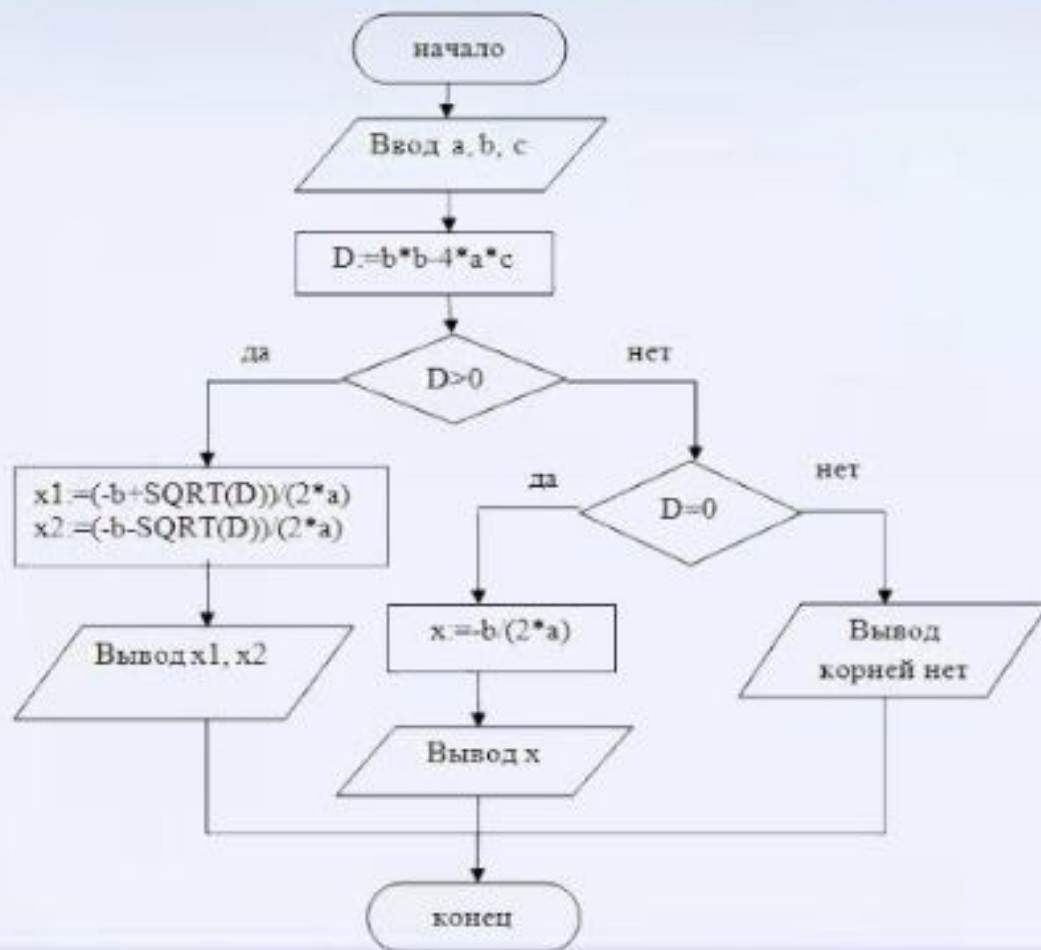 начало
Ввод a, b, c
D:=b*b-4*a*c
да
нет
D>0
x1:=(-b+SQRT(D))/(2*a)
x2:=(-b-SQRT(D))/(2*a)
да
нет
D=0
x:=-b/(2*a)
Вывод x1, x2
Вывод
корней нет
Вывод x
конец